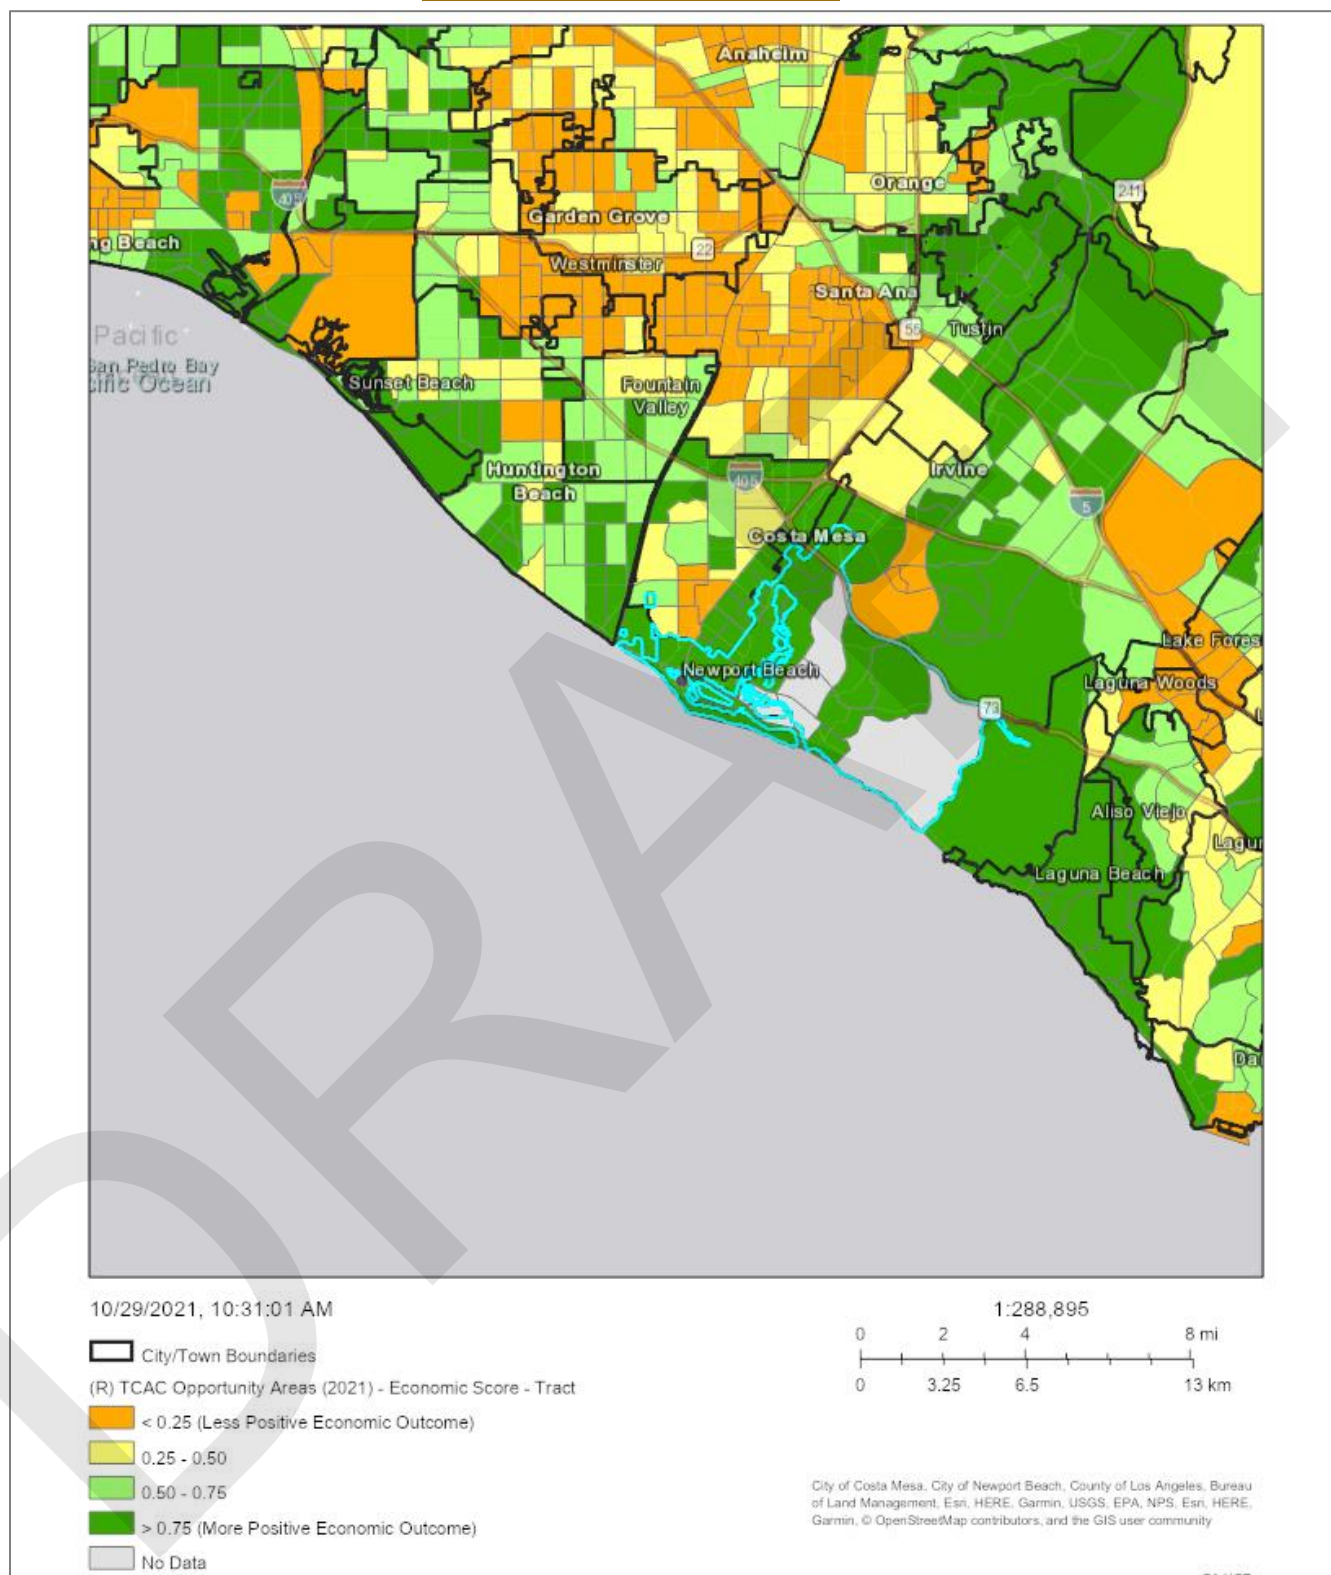 Anaheim
Orange
241
405
ng Beach
Garden Grove
22
Westminster
Santa Ana
55
Tustin
Pacific
San Pedro Bay
cific Ocean
Sunset Beach
Fountain
Valley
Huntington
Beach
405
Irvine
5
Costa Mesa
Lake Fores
Newport Beach
Laguna Woods
73
Aliso Viejo
Lagun
Laguna Beach
Da
DRAFT
10/29/2021, 10:31:01 AM
1:288,895
0 2 4 8 mi
0 3.25 6.5 13 km
City/Town Boundaries
(R) TCAC Opportunity Areas (2021) - Economic Score - Tract
< 0.25 (Less Positive Economic Outcome)
0.25 - 0.50
0.50 - 0.75
> 0.75 (More Positive Economic Outcome)
No Data
City of Costa Mesa, City of Newport Beach, County of Los Angeles, Bureau
of Land Management, Esri, HERE, Garmin, USGS, EPA, NPS, Esri, HERE,
Garmin, © OpenStreetMap contributors, and the GIS user community